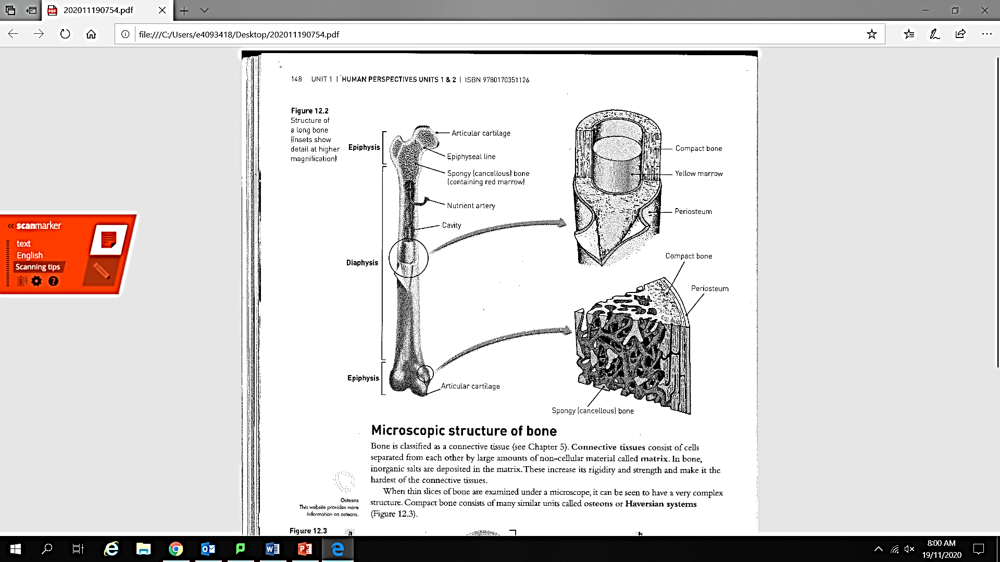 202011190754.pdf
file:///C:/Users/e4093418/Desktop/202011190754.pdf
148 UNIT 1 | HUMAN PERSPECTIVES UNITS 1 & 2 | ISBN 9780170351126
Figure 12.2
Structure of
a long bone
(insets show
detail at higher
magnification)
Epiphysis
Articular cartilage
Epiphyseal line
Spongy (cancellous) bone
(containing red marrow)
Nutrient artery
Cavity
Diaphysis
Epiphysis
Articular cartilage
Compact bone
Yellow marrow
Periosteum
Compact bone
Periosteum
Spongy (cancellous) bone
« scanmarker
text
English
Scanning tips
Microscopic structure of bone
Bone is classified as a connective tissue (see Chapter 5). Connective tissues consist of cells
separated from each other by large amounts of non-cellular material called matrix. In bone,
inorganic salts are deposited in the matrix. These increase its rigidity and strength and make it the
hardest of the connective tissues.
When thin slices of bone are examined under a microscope, it can be seen to have a very complex
structure. Compact bone consists of many similar units called osteons or Haversian systems
(Figure 12.3).
Osteons
This website provides more
information on osteons.
Figure 12.3
a
8:00 AM
19/11/2020